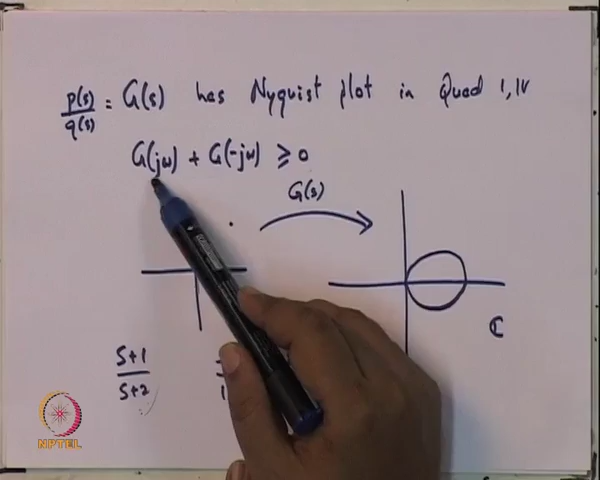 p(s)/q(s) = G(s) has Nyquist plot in Quad I, IV
G(jω) + G(-jω) ≥ 0
G(s)
ℂ
s+1/s+2
NPTEL